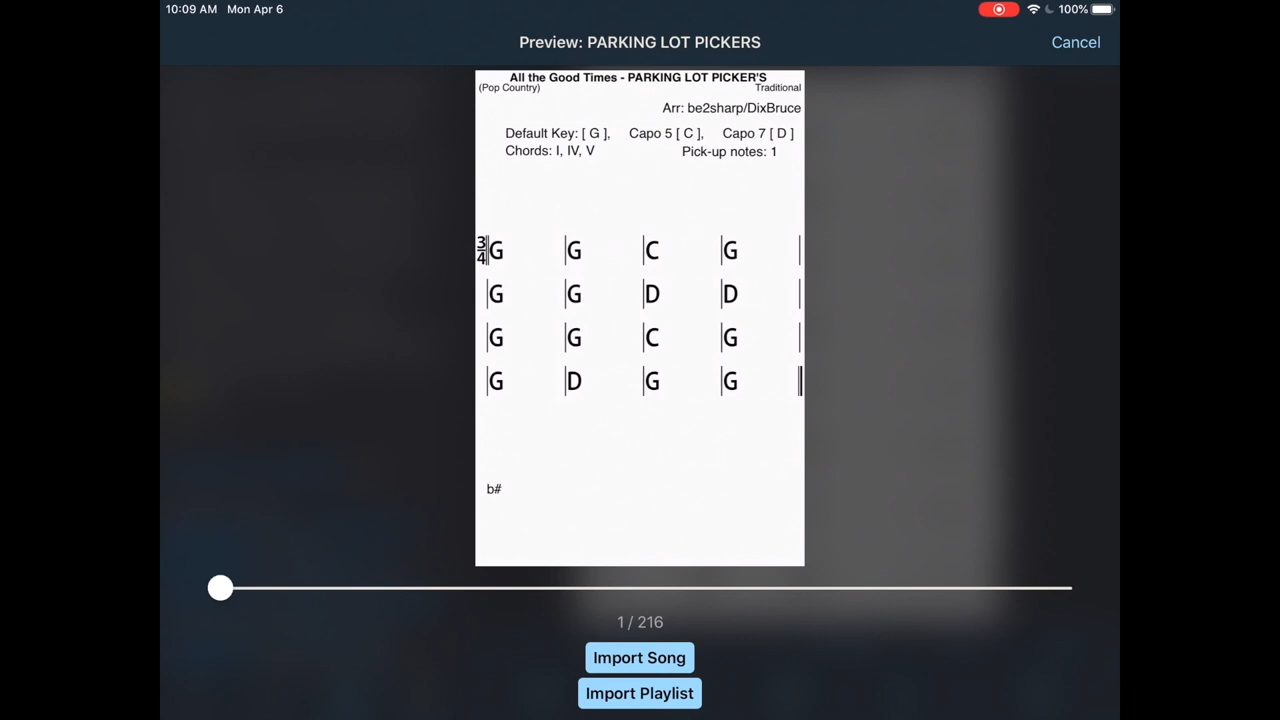 10:09 AM Mon Apr 6 100%
Preview: PARKING LOT PICKERS Cancel
All the Good Times - PARKING LOT PICKER'S
(Pop Country) Traditional
Arr: be2sharp/DixBruce
Default Key: [ G ], Capo 5 [ C ], Capo 7 [ D ]
Chords: I, IV, V Pick-up notes: 1
3/4 G G C G
G G D D
G G C G
G D G G
b#
1 / 216
Import Song
Import Playlist